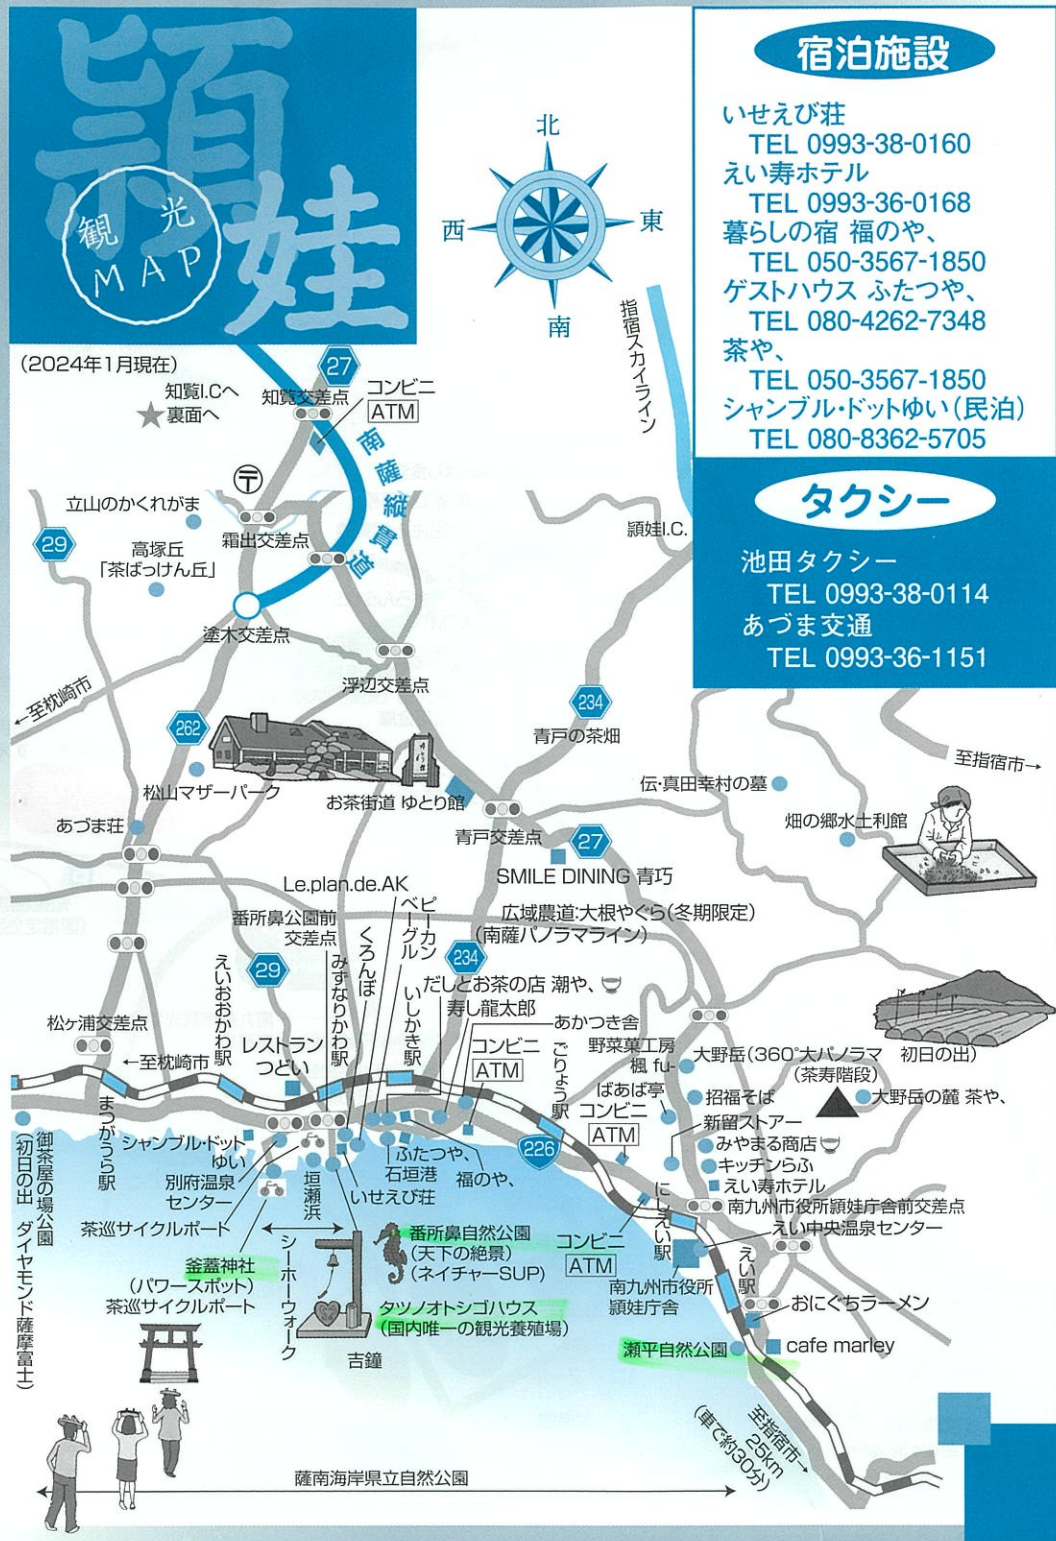 頴娃
観光
MAP
(2024年1月現在)
北
西
東
南
宿泊施設
いせえび荘
TEL 0993-38-0160
えい寿ホテル
TEL 0993-36-0168
暮らしの宿 福のや、
TEL 050-3567-1850
ゲストハウス ふたつや、
TEL 080-4262-7348
茶や、
TEL 050-3567-1850
シャンブル・ドットゆい(民泊)
TEL 080-8362-5705
タクシー
池田タクシー
TEL 0993-38-0114
あづま交通
TEL 0993-36-1151
指宿スカイライン
頴娃I.C.
知覧I.Cへ
裏面へ
知覧交差点
27
コンビニ
ATM
南薩縦貫道
〒
立山のかくれがま
29
霜出交差点
高塚丘
「茶ばっけん丘」
塗木交差点
浮辺交差点
←至枕崎市
262
234
青戸の茶畑
至指宿市→
松山マザーパーク
お茶街道 ゆとり館
伝・真田幸村の墓
あづま荘
青戸交差点
27
畑の郷水土利館
SMILE DINING 青巧
Le.plan.de.AK
ピーカン
ベーグル
広域農道:大根やぐら(冬期限定)
(南薩パノラマライン)
番所鼻公園前
交差点
くろんぼ
みずなりかわ駅
えいおおかわ駅
29
いしかき駅
234
だしとお茶の店 潮や、
寿し龍太郎
松ヶ浦交差点
←至枕崎市
レストラン
つとい
あかつき舎
コンビニ
ATM
ごりょう駅
野菜菓工房
楓 fu-
大野岳(360°大パノラマ
(茶寿階段)
初日の出)
ばあば亭
招福そば
大野岳の麓 茶や、
コンビニ
ATM
新留ストアー
みやまる商店
キッチンらふ
えい寿ホテル
226
南九州市役所頴娃庁舎前交差点
えい中央温泉センター
にしえい駅
えい駅
コンビニ
ATM
南九州市役所
頴娃庁舎
おにぐちラーメン
瀬平自然公園
cafe marley
御茶屋の場公園
(初日の出 ダイヤモンド薩摩富士)
まつがうら駅
シャンブル・ドット
ゆい
別府温泉
センター
茶巡サイクルポート
釜蓋神社
(パワースポット)
茶巡サイクルポート
垣瀬浜
シーホーウォーク
ふたつや、
石垣港
福のや、
いせえび荘
番所鼻自然公園
(天下の絶景)
(ネイチャーSUP)
タツノオトシゴハウス
(国内唯一の観光養殖場)
吉鐘
至指宿市→
25km
(車で約30分)
薩南海岸県立自然公園